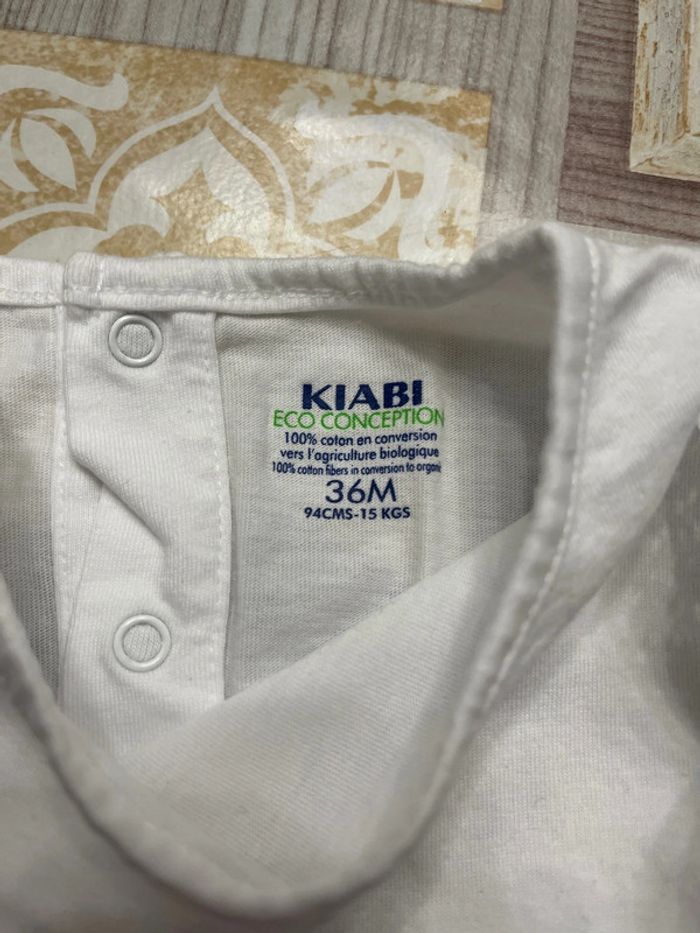 KIABI
ECO CONCEPTION
100% coton en conversion
vers l'agriculture biologique
100% cotton fibers in conversion to organic
36M
94CMS-15 KGS